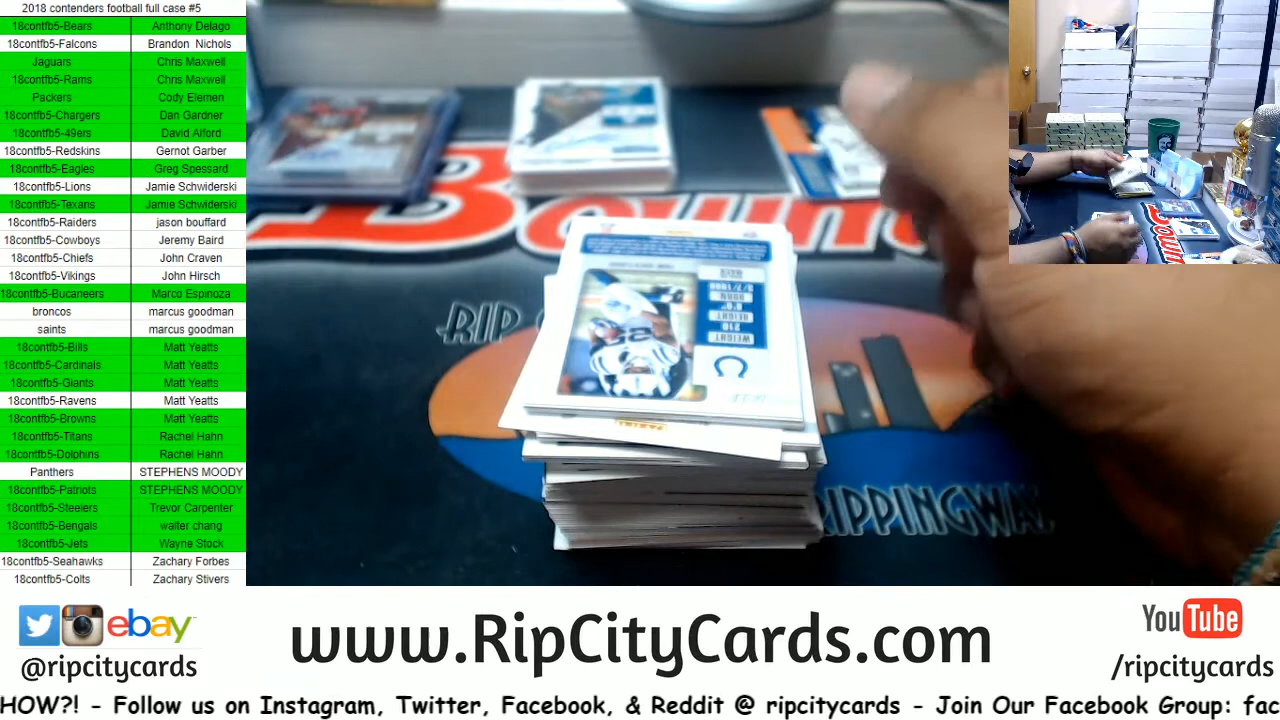 2018 contenders football full case #5
18contfb5-Bears Anthony Delago
18contfb5-Falcons Brandon Nichols
Jaguars Chris Maxwell
18contfb5-Rams Chris Maxwell
Packers Cody Elemen
18contfb5-Chargers Dan Gardner
18contfb5-49ers David Alford
18contfb5-Redskins Gernot Garber
18contfb5-Eagles Greg Spessard
18contfb5-Lions Jamie Schwiderski
18contfb5-Texans Jamie Schwiderski
18contfb5-Raiders jason bouffard
18contfb5-Cowboys Jeremy Baird
18contfb5-Chiefs John Craven
18contfb5-Vikings John Hirsch
18contfb5-Bucaneers Marco Espinoza
broncos marcus goodman
saints marcus goodman
18contfb5-Bills Matt Yeatts
18contfb5-Cardinals Matt Yeatts
18contfb5-Giants Matt Yeatts
18contfb5-Ravens Matt Yeatts
18contfb5-Browns Matt Yeatts
18contfb5-Titans Rachel Hahn
18contfb5-Dolphins Rachel Hahn
Panthers STEPHENS MOODY
18contfb5-Patriots STEPHENS MOODY
18contfb5-Steelers Trevor Carpenter
18contfb5-Bengals walter chang
18contfb5-Jets Wayne Stock
18contfb5-Seahawks Zachary Forbes
18contfb5-Colts Zachary Stivers
RIP
RIPPINGWAX
BORN
HEIGHT
216
WEIGHT
ebay
@ripcitycards
www.RipCityCards.com
YouTube
/ripcitycards
HOW?! - Follow us on Instagram, Twitter, Facebook, & Reddit @ ripcitycards - Join Our Facebook Group: fac